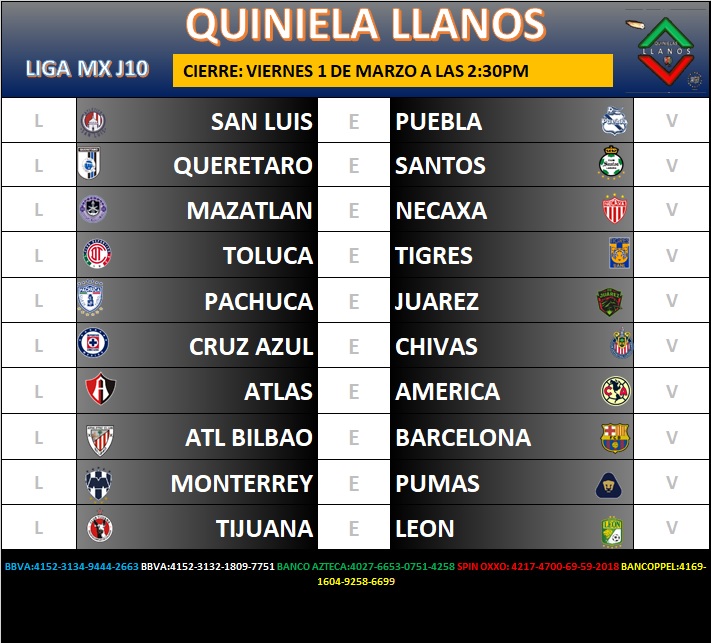 QUINIELA LLANOS
LIGA MX J10
CIERRE: VIERNES 1 DE MARZO A LAS 2:30PM
QUINIELAS
LLANOS
L SAN LUIS E PUEBLA V
L QUERETARO E SANTOS V
L MAZATLAN E NECAXA V
L TOLUCA E TIGRES V
L PACHUCA E JUAREZ V
L CRUZ AZUL E CHIVAS V
L ATLAS E AMERICA V
L ATL BILBAO E BARCELONA V
L MONTERREY E PUMAS V
L TIJUANA E LEON V
BBVA:4152-3134-9444-2663 BBVA:4152-3132-1809-7751 BANCO AZTECA:4027-6653-0751-4258 SPIN OXXO: 4217-4700-69-59-2018 BANCOPPEL:4169-
1604-9258-6699